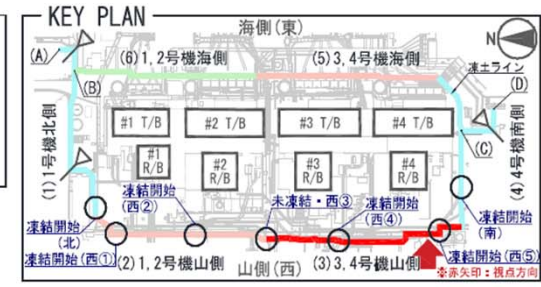 KEY PLAN
海側(東)
N
(A)
(6)1,2号機海側
(5)3,4号機海側
凍土ライン
(B)
(D)
#1 T/B
#2 T/B
#3 T/B
#4 T/B
(1)1号機北側
(C)
(4)4号機南側
#1
R/B
#2
R/B
#3
R/B
#4
R/B
凍結開始
(西②)
未凍結・西③
凍結開始
(西④)
凍結開始
(北)
凍結開始
(南)
凍結開始(西①)
(2)1,2号機山側
山側(西)
(3)3,4号機山側
凍結開始(西⑤)
※赤矢印:視点方向